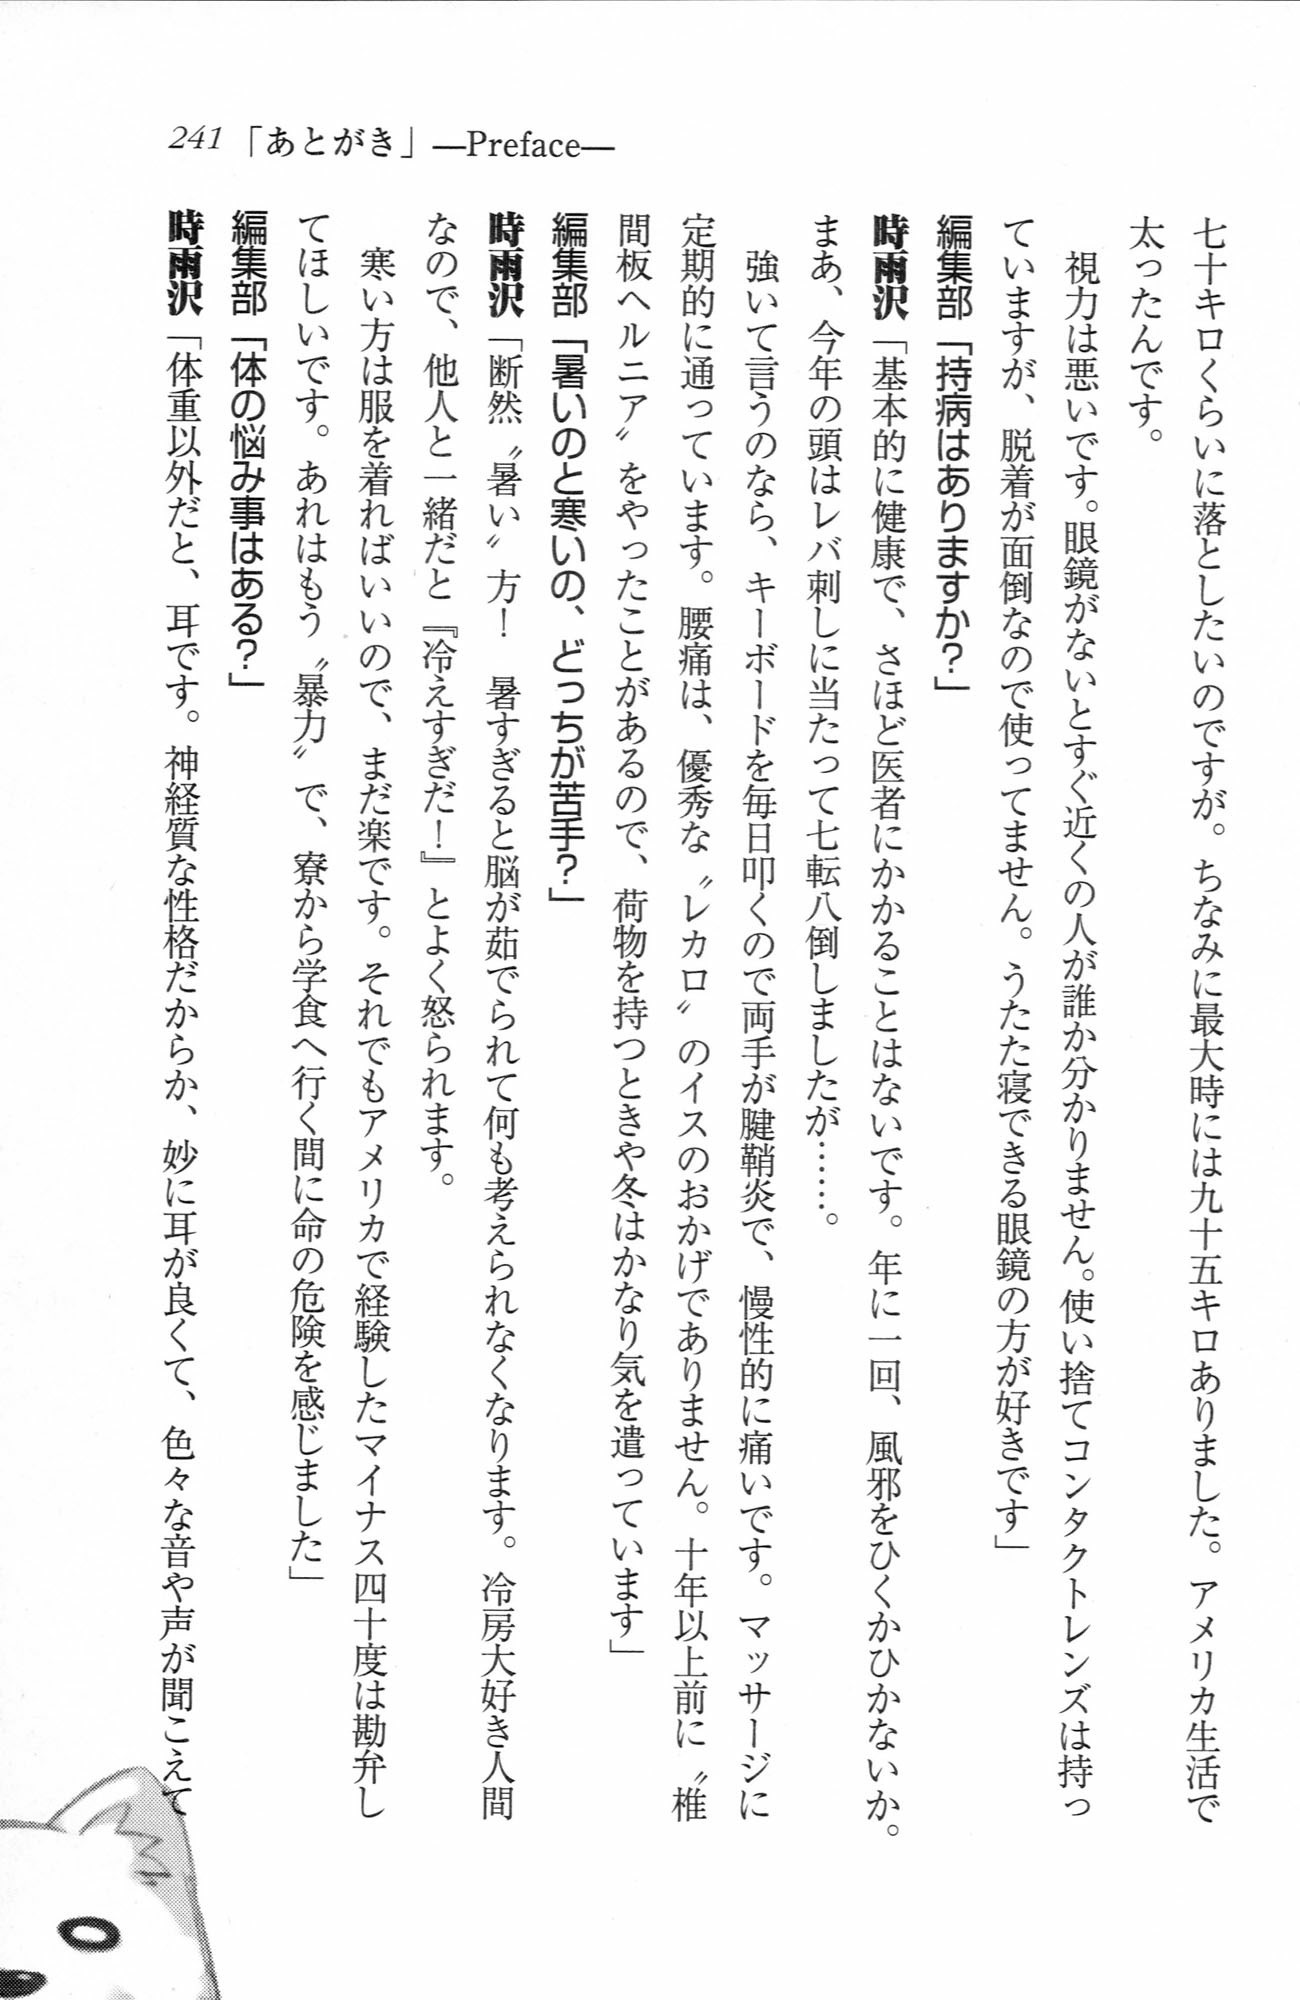 241 「あとがき」 ―Preface―
七十キロくらいに落としたいのですが。ちなみに最大時には九十五キロありました。アメリカ生活で
太ったんです。
視力は悪いです。眼鏡がないとすぐ近くの人が誰か分かりません。使い捨てコンタクトレンズは持っ
ていますが、脱着が面倒なので使ってません。うたた寝できる眼鏡の方が好きです」
編集部「持病はありますか？」
時雨沢「基本的に健康で、さほど医者にかかることはないです。年に一回、風邪をひくかひかないか。
まあ、今年の頭はレバ刺しに当たって七転八倒しましたが……。
強いて言うのなら、キーボードを毎日叩くので両手が腱鞘炎で、慢性的に痛いです。マッサージに
定期的に通っています。腰痛は、優秀な〝レカロ〟のイスのおかげでありません。十年以上前に〝椎
間板ヘルニア〟をやったことがあるので、荷物を持つときや冬はかなり気を遣っています」
編集部「暑いのと寒いの、どっちが苦手？」
時雨沢「断然〝暑い〟方！　暑すぎると脳が茹でられて何も考えられなくなります。冷房大好き人間
なので、他人と一緒だと『冷えすぎだ！』とよく怒られます。
寒い方は服を着ればいいので、まだ楽です。それでもアメリカで経験したマイナス四十度は勘弁し
てほしいです。あれはもう〝暴力〟で、寮から学食へ行く間に命の危険を感じました」
編集部「体の悩み事はある？」
時雨沢「体重以外だと、耳です。神経質な性格だからか、妙に耳が良くて、色々な音や声が聞こえて